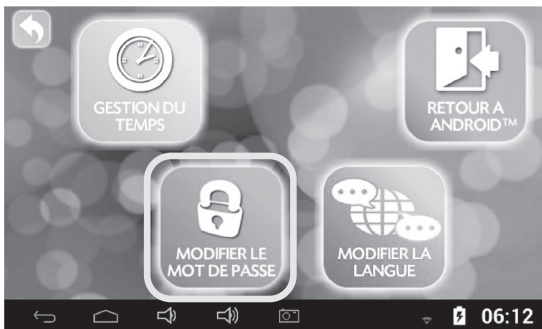 GESTION DU
TEMPS
RETOUR A
ANDROID™
MODIFIER LE
MOT DE PASSE
MODIFIER LA
LANGUE
06:12